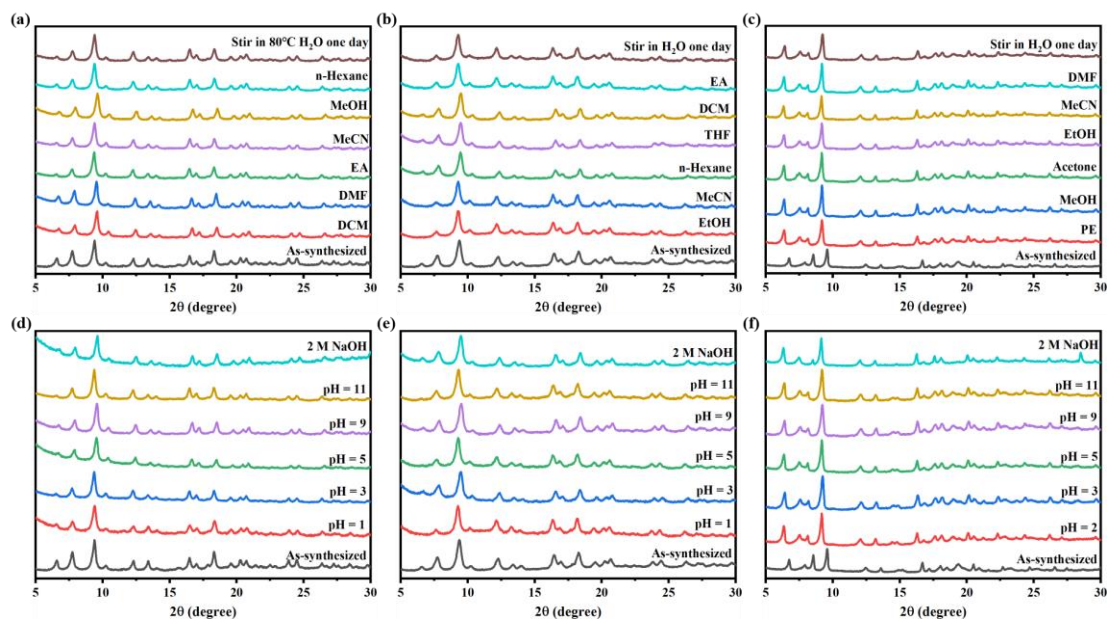 (a)
Stir in 80°C H₂O one day
n-Hexane
MeOH
MeCN
EA
DMF
DCM
As-synthesized
5 10 15 20 25 30
2θ (degree)
(b)
Stir in H₂O one day
EA
DCM
THF
n-Hexane
MeCN
EtOH
As-synthesized
5 10 15 20 25 30
2θ (degree)
(c)
Stir in H₂O one day
DMF
MeCN
EtOH
Acetone
MeOH
PE
As-synthesized
5 10 15 20 25 30
2θ (degree)
(d)
2 M NaOH
pH = 11
pH = 9
pH = 5
pH = 3
pH = 1
As-synthesized
5 10 15 20 25 30
2θ (degree)
(e)
2 M NaOH
pH = 11
pH = 9
pH = 5
pH = 3
pH = 1
As-synthesized
5 10 15 20 25 30
2θ (degree)
(f)
2 M NaOH
pH = 11
pH = 9
pH = 5
pH = 3
pH = 2
As-synthesized
5 10 15 20 25 30
2θ (degree)